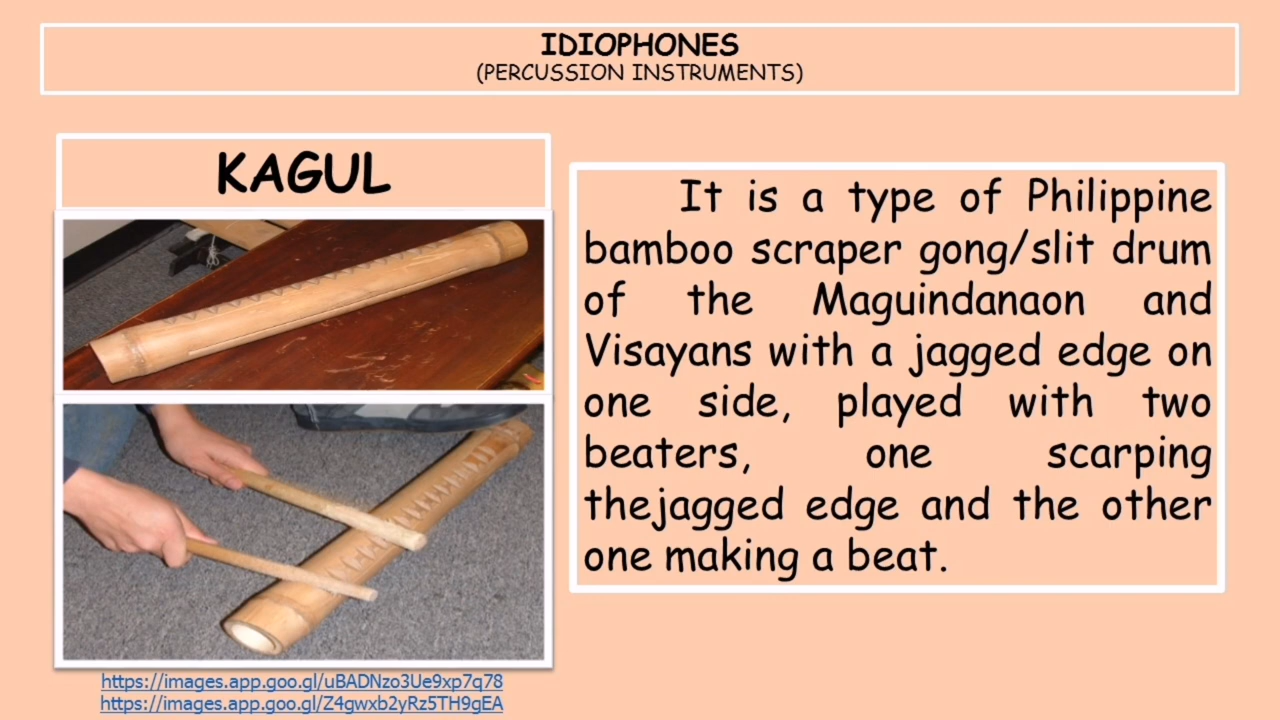 IDIOPHONES
(PERCUSSION INSTRUMENTS)
KAGUL
It is a type of Philippine
bamboo scraper gong/slit drum
of the Maguindanaon and
Visayans with a jagged edge on
one side, played with two
beaters, one scarping
thejagged edge and the other
one making a beat.
https://images.app.goo.gl/uBADNzo3Ue9xp7q78
https://images.app.goo.gl/Z4gwxb2yRz5TH9gEA